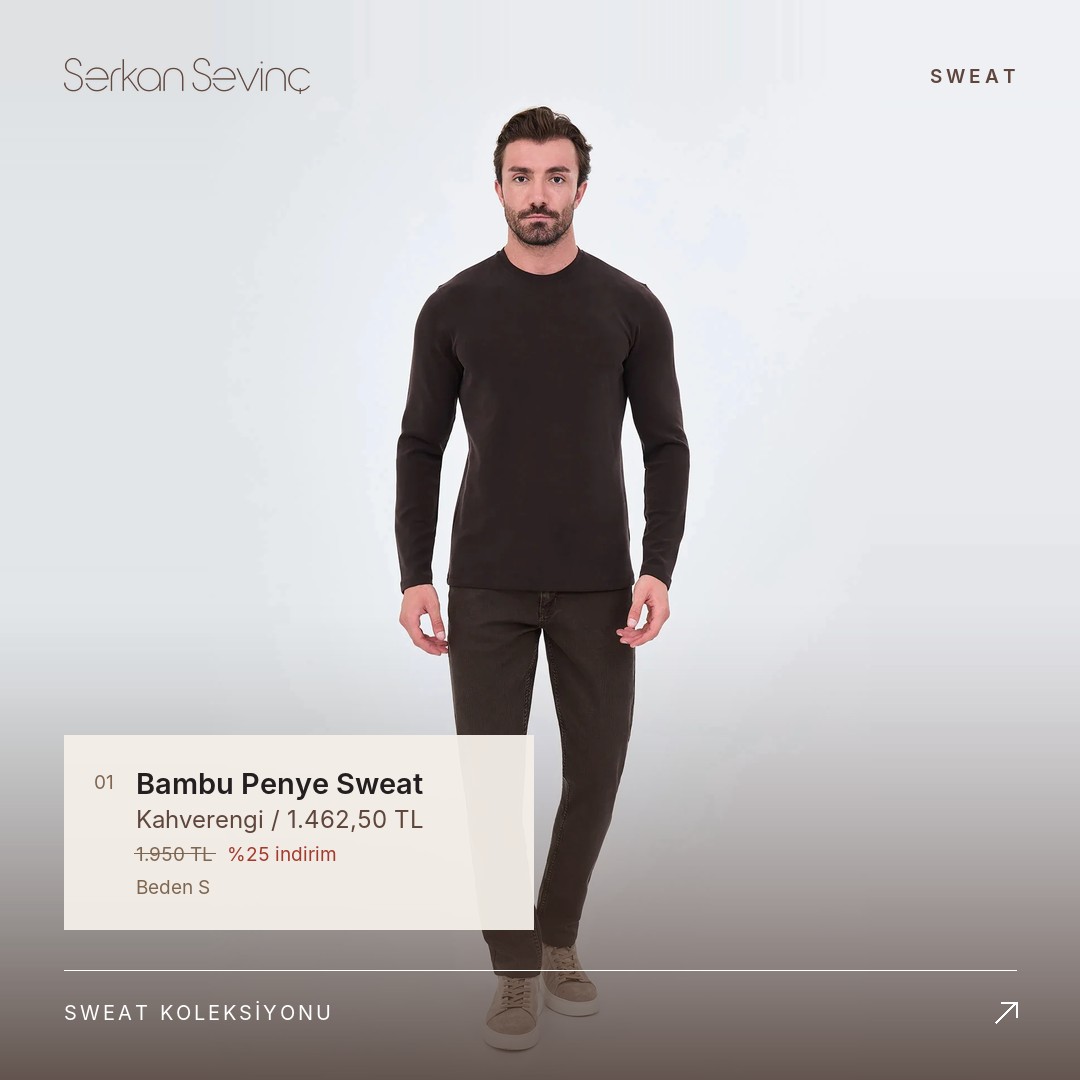 Serkan Sevinç
SWEAT
01
Bambu Penye Sweat
Kahverengi / 1.462,50 TL
1.950 TL %25 indirim
Beden S
SWEAT KOLEKSİYONU